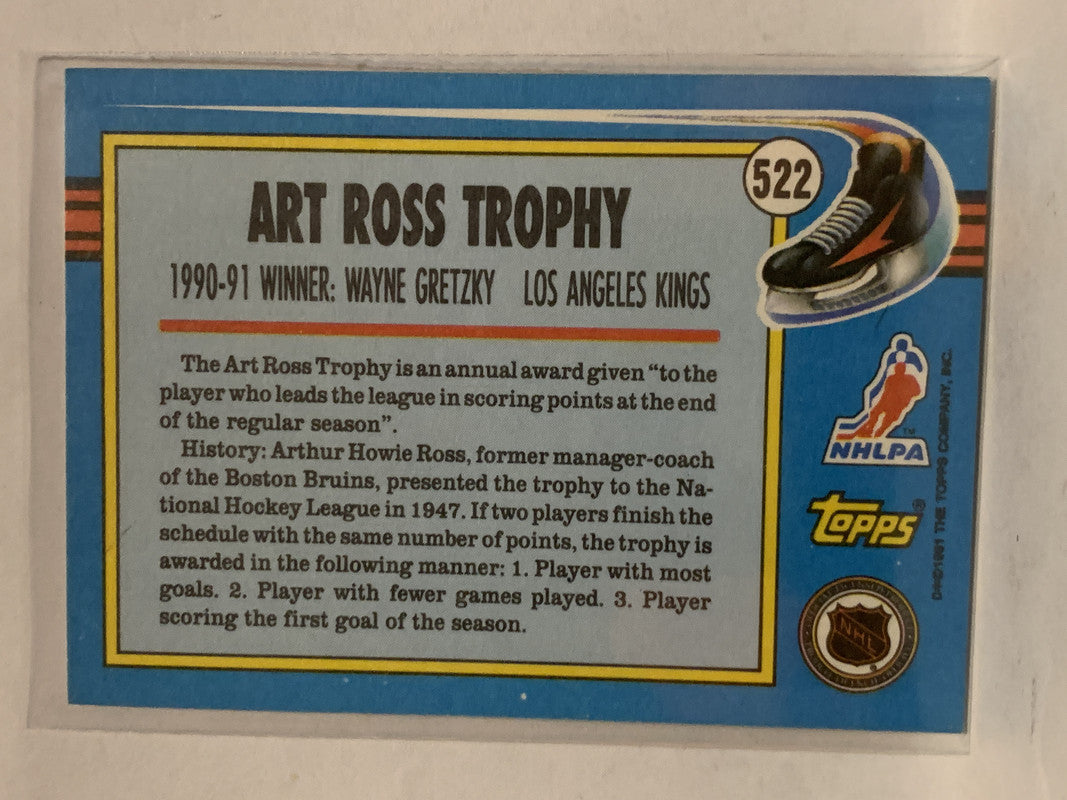 522
ART ROSS TROPHY
1990-91 WINNER: WAYNE GRETZKY LOS ANGELES KINGS
The Art Ross Trophy is an annual award given “to the
player who leads the league in scoring points at the end
of the regular season”.
History: Arthur Howie Ross, former manager-coach
of the Boston Bruins, presented the trophy to the Na-
tional Hockey League in 1947. If two players finish the
schedule with the same number of points, the trophy is
awarded in the following manner: 1. Player with most
goals. 2. Player with fewer games played. 3. Player
scoring the first goal of the season.
NHLPA
TM
TOPPS®
NHL
®
THE TOPPS COMPANY, INC.